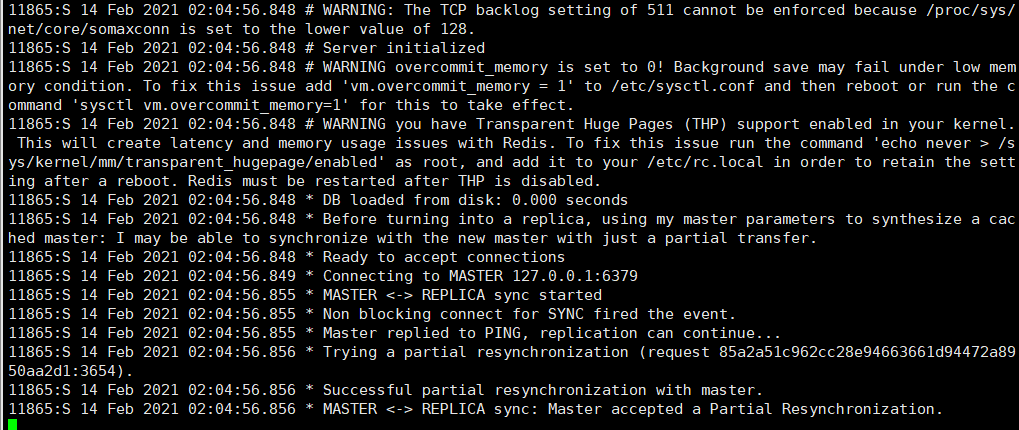 11865:S 14 Feb 2021 02:04:56.848 # WARNING: The TCP backlog setting of 511 cannot be enforced because /proc/sys/
net/core/somaxconn is set to the lower value of 128.
11865:S 14 Feb 2021 02:04:56.848 # Server initialized
11865:S 14 Feb 2021 02:04:56.848 # WARNING overcommit_memory is set to 0! Background save may fail under low mem
ory condition. To fix this issue add 'vm.overcommit_memory = 1' to /etc/sysctl.conf and then reboot or run the c
ommand 'sysctl vm.overcommit_memory=1' for this to take effect.
11865:S 14 Feb 2021 02:04:56.848 # WARNING you have Transparent Huge Pages (THP) support enabled in your kernel.
 This will create latency and memory usage issues with Redis. To fix this issue run the command 'echo never > /s
ys/kernel/mm/transparent_hugepage/enabled' as root, and add it to your /etc/rc.local in order to retain the sett
ing after a reboot. Redis must be restarted after THP is disabled.
11865:S 14 Feb 2021 02:04:56.848 * DB loaded from disk: 0.000 seconds
11865:S 14 Feb 2021 02:04:56.848 * Before turning into a replica, using my master parameters to synthesize a cac
hed master: I may be able to synchronize with the new master with just a partial transfer.
11865:S 14 Feb 2021 02:04:56.848 * Ready to accept connections
11865:S 14 Feb 2021 02:04:56.849 * Connecting to MASTER 127.0.0.1:6379
11865:S 14 Feb 2021 02:04:56.855 * MASTER <-> REPLICA sync started
11865:S 14 Feb 2021 02:04:56.855 * Non blocking connect for SYNC fired the event.
11865:S 14 Feb 2021 02:04:56.855 * Master replied to PING, replication can continue...
11865:S 14 Feb 2021 02:04:56.856 * Trying a partial resynchronization (request 85a2a51c962cc28e94663661d94472a89
50aa2d1:3654).
11865:S 14 Feb 2021 02:04:56.856 * Successful partial resynchronization with master.
11865:S 14 Feb 2021 02:04:56.856 * MASTER <-> REPLICA sync: Master accepted a Partial Resynchronization.